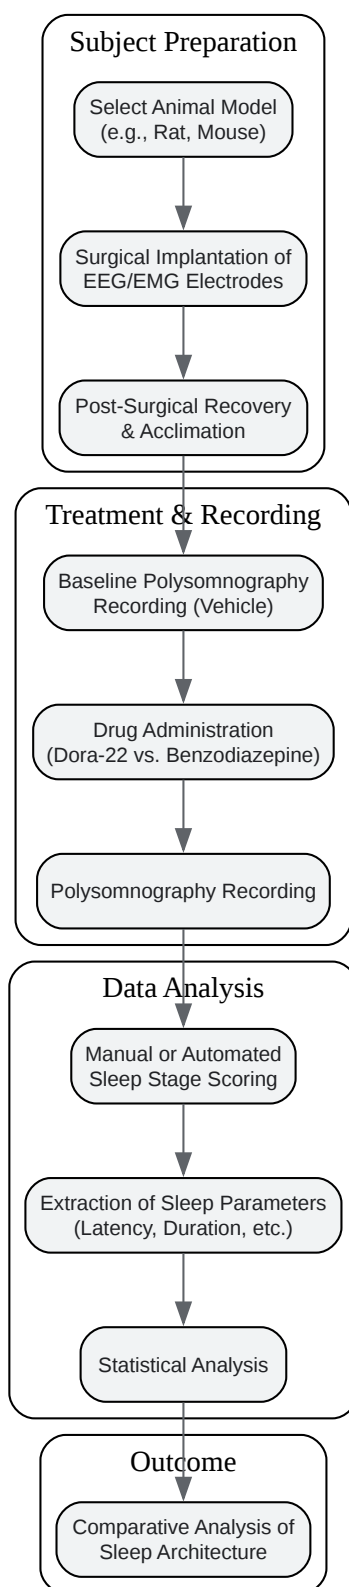 Subject Preparation
Select Animal Model
(e.g., Rat, Mouse)
Surgical Implantation of
EEG/EMG Electrodes
Post-Surgical Recovery
& Acclimation
Treatment & Recording
Baseline Polysomnography
Recording (Vehicle)
Drug Administration
(Dora-22 vs. Benzodiazepine)
Polysomnography Recording
Data Analysis
Manual or Automated
Sleep Stage Scoring
Extraction of Sleep Parameters
(Latency, Duration, etc.)
Statistical Analysis
Outcome
Comparative Analysis of
Sleep Architecture